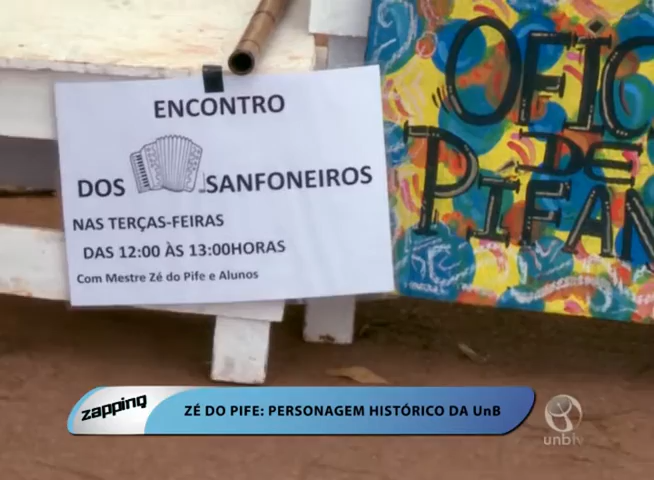 ENCONTRO
DOS SANFONEIROS
NAS TERÇAS-FEIRAS
DAS 12:00 ÀS 13:00HORAS
Com Mestre Zé do Pife e Alunos
OFIC
DE
PIFAN
zapping
ZÉ DO PIFE: PERSONAGEM HISTÓRICO DA UnB
unbtv